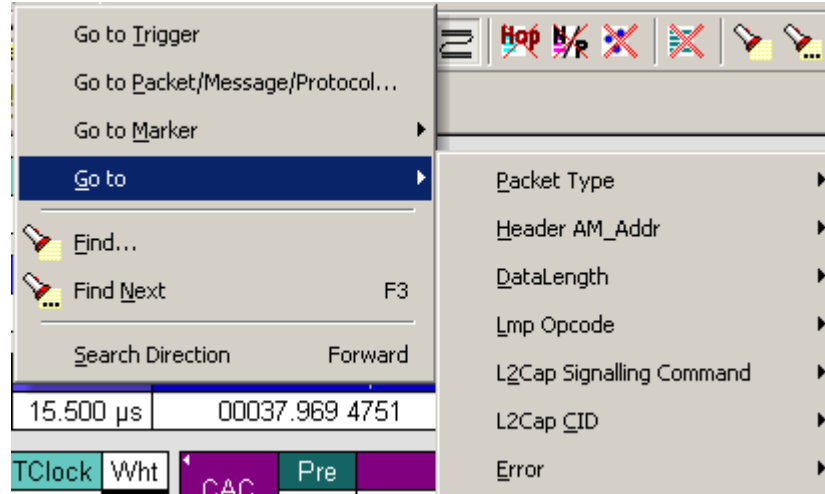 Go to Trigger
Go to Packet/Message/Protocol...
Go to Marker
Go to
Find...
Find Next F3
Search Direction Forward
Hop N/P
Packet Type
Header AM_Addr
DataLength
Lmp Opcode
L2Cap Signalling Command
L2Cap CID
Error
15.500 µs 00037.969 4751
TClock Wht CAC Pre